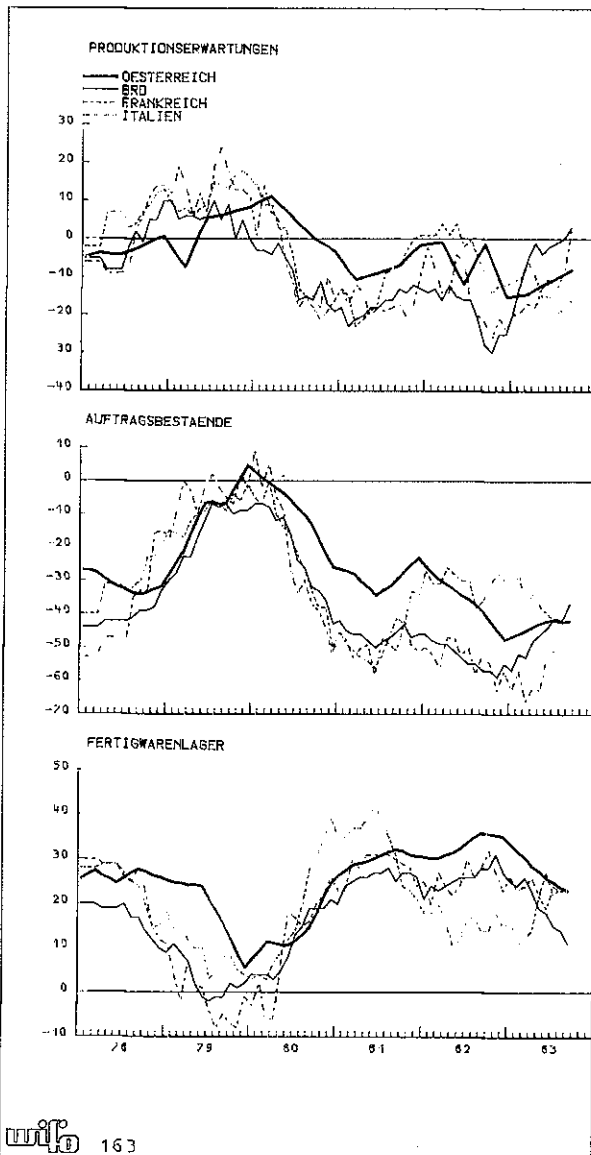 PRODUKTIONSERWARTUNGEN
OESTERREICH
BRD
FRANKREICH
ITALIEN
30
20
10
0
-10
-20
-30
-40
AUFTRAGSBESTAENDE
10
0
-10
-20
-30
-40
-50
-60
-70
FERTIGWARENLAGER
50
40
30
20
10
0
-10
78 79 80 81 82 83
wifo 163